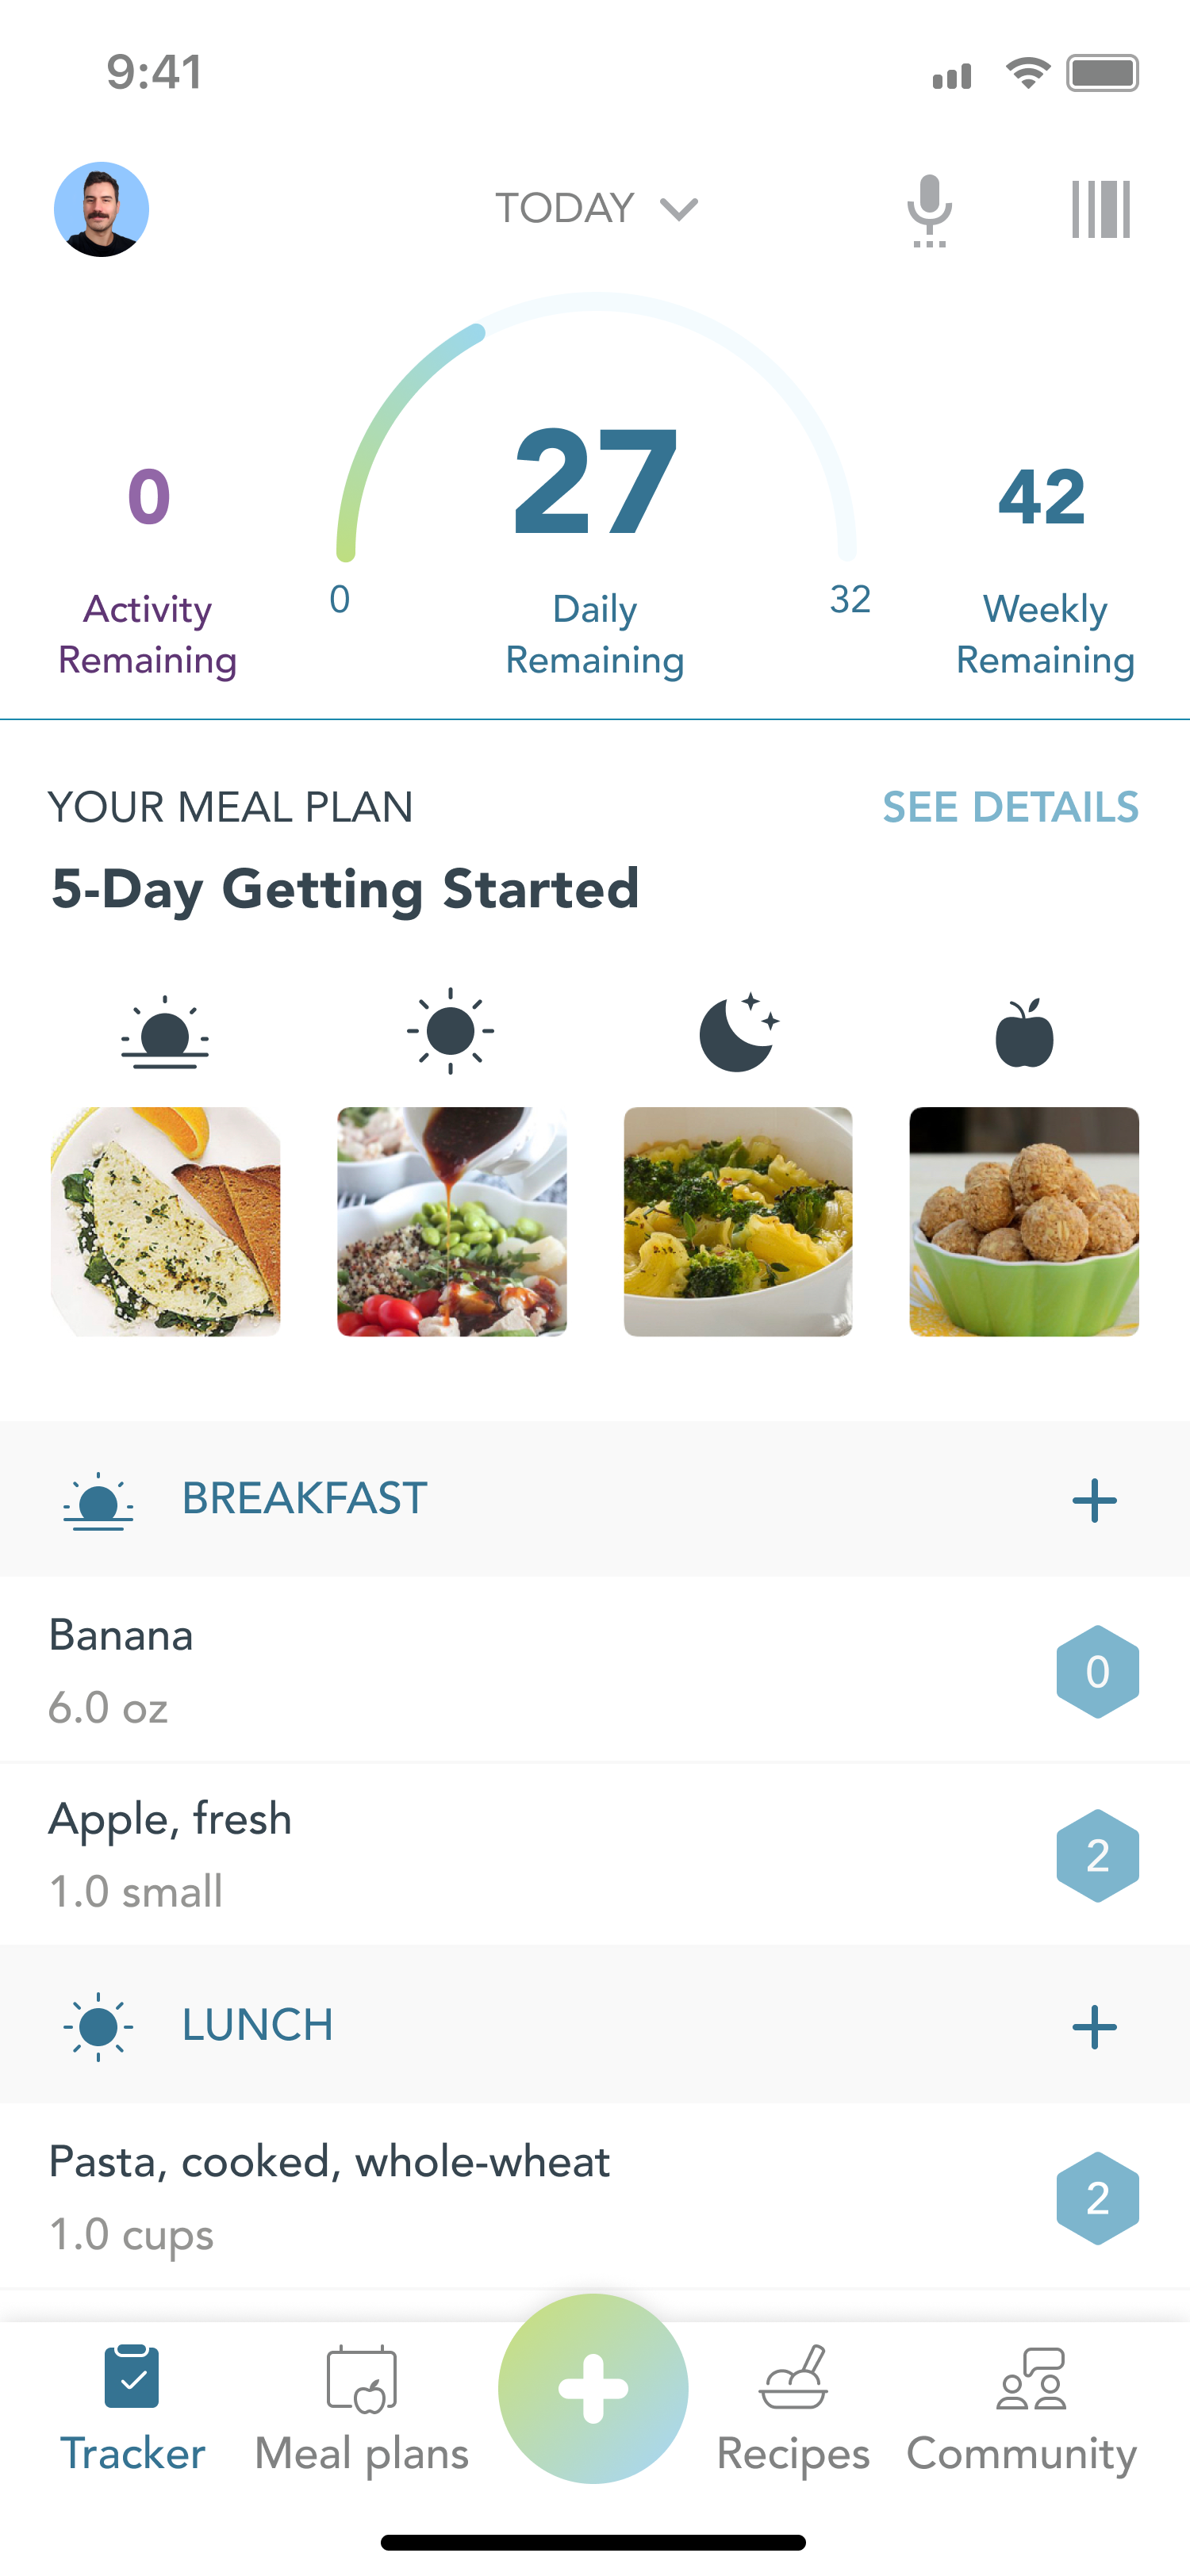 9:41
TODAY
27
0
42
0
32
Activity
Remaining
Daily
Remaining
Weekly
Remaining
YOUR MEAL PLAN
SEE DETAILS
5-Day Getting Started
BREAKFAST
Banana
6.0 oz
0
Apple, fresh
1.0 small
2
LUNCH
Pasta, cooked, whole-wheat
1.0 cups
2
Tracker
Meal plans
Recipes
Community